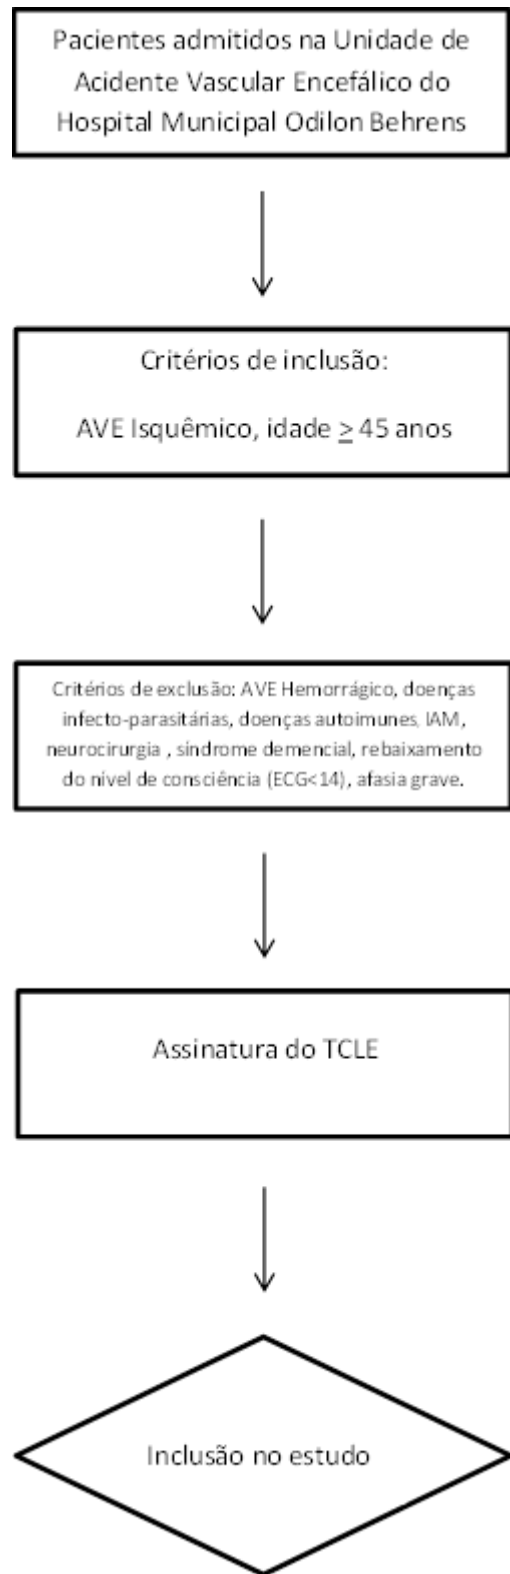 Pacientes admitidos na Unidade de
Acidente Vascular Encefálico do
Hospital Municipal Odilon Behrens
Critérios de inclusão:
AVE Isquêmico, idade ≥ 45 anos
Critérios de exclusão: AVE Hemorrágico, doenças
infecto-parasitárias, doenças autoimunes, IAM,
neurocirurgia , síndrome demencial, rebaixamento
do nível de consciência (ECG<14), afasia grave.
Assinatura do TCLE
Inclusão no estudo